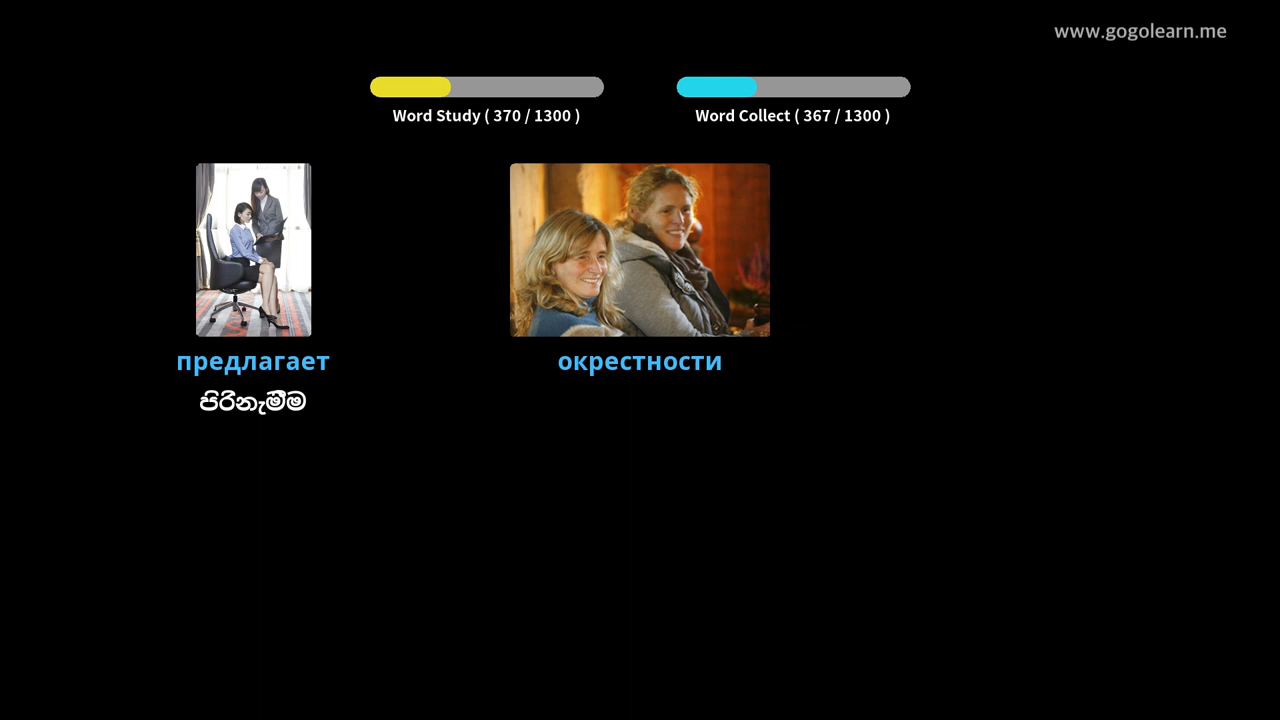 www.gogolearn.me
Word Study ( 370 / 1300 )
Word Collect ( 367 / 1300 )
предлагает
окрестности
පිරිනැමීම